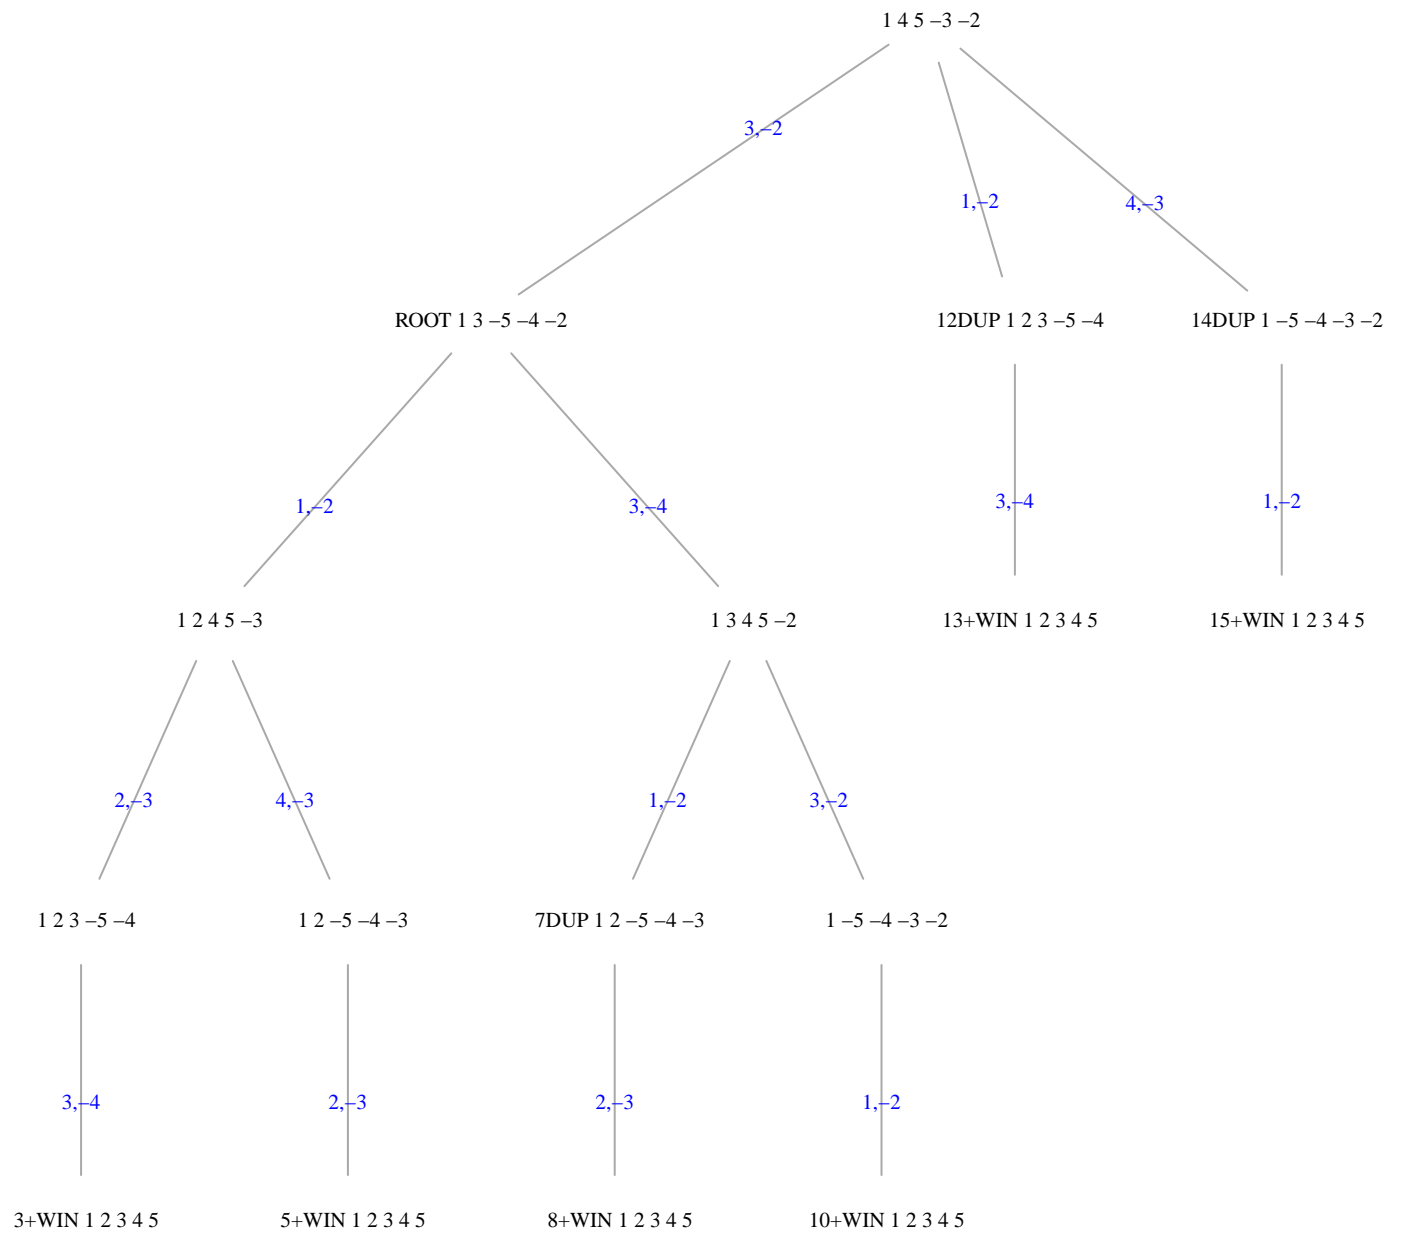 1 4 5 –3 –2
3,–2
1,–2
4,–3
ROOT 1 3 –5 –4 –2
12DUP 1 2 3 –5 –4
14DUP 1 –5 –4 –3 –2
1,–2
3,–4
3,–4
1,–2
1 2 4 5 –3
1 3 4 5 –2
13+WIN 1 2 3 4 5
15+WIN 1 2 3 4 5
2,–3
4,–3
1,–2
3,–2
1 2 3 –5 –4
1 2 –5 –4 –3
7DUP 1 2 –5 –4 –3
1 –5 –4 –3 –2
3,–4
2,–3
2,–3
1,–2
3+WIN 1 2 3 4 5
5+WIN 1 2 3 4 5
8+WIN 1 2 3 4 5
10+WIN 1 2 3 4 5